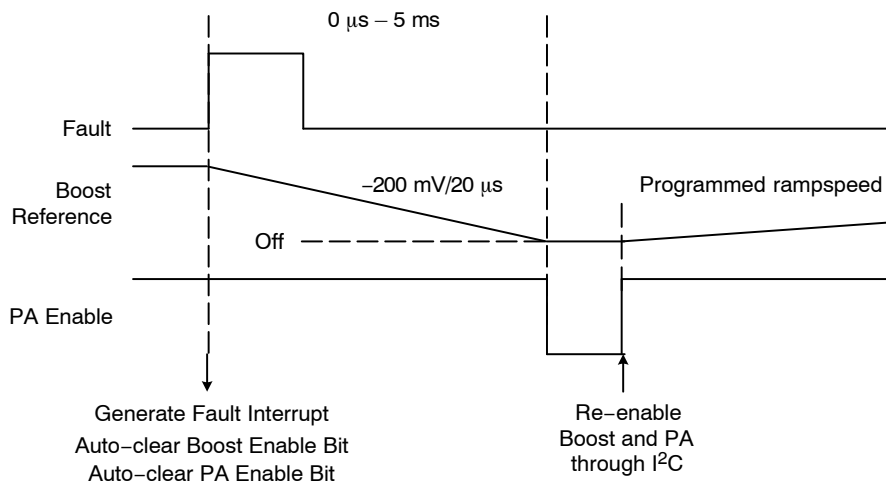 0 μs – 5 ms
Fault
Boost
Reference
–200 mV/20 μs
Programmed rampspeed
Off
PA Enable
Generate Fault Interrupt
Auto–clear Boost Enable Bit
Auto–clear PA Enable Bit
Re–enable
Boost and PA
through I²C